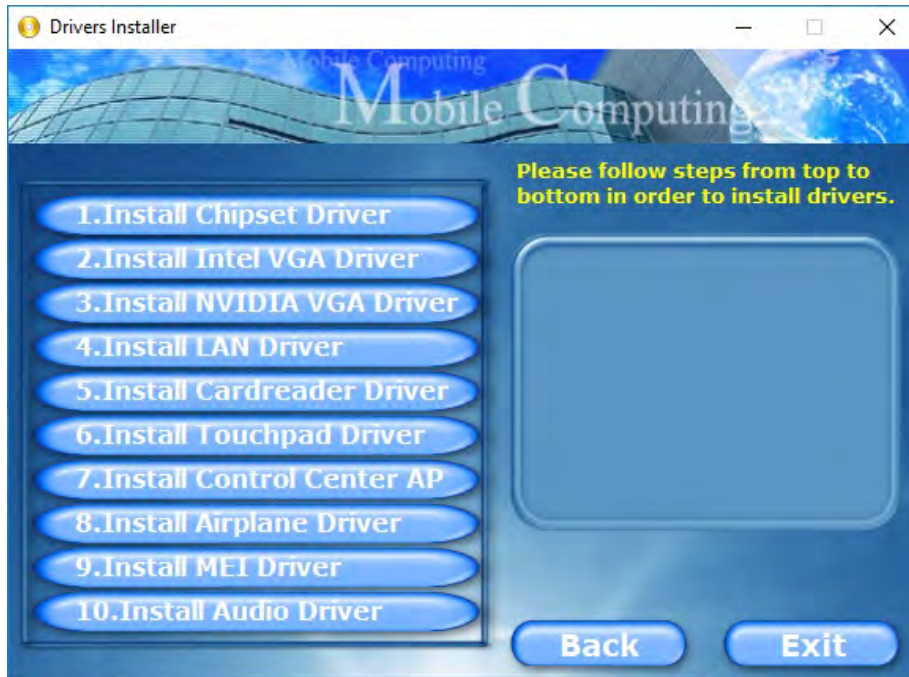 Drivers Installer
Mobile Computing
Mobile Computing
Please follow steps from top to
bottom in order to install drivers.
1.Install Chipset Driver
2.Install Intel VGA Driver
3.Install NVIDIA VGA Driver
4.Install LAN Driver
5.Install Cardreader Driver
6.Install Touchpad Driver
7.Install Control Center AP
8.Install Airplane Driver
9.Install MEI Driver
10.Install Audio Driver
Back
Exit